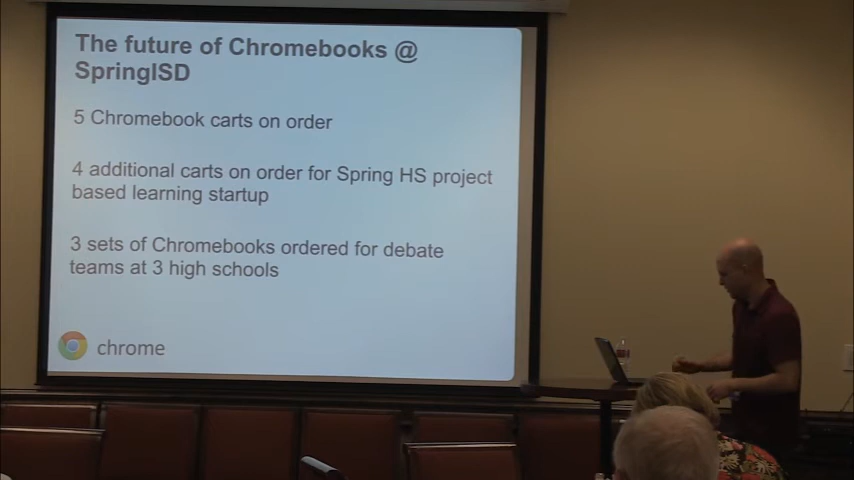 The future of Chromebooks @
SpringISD
5 Chromebook carts on order
4 additional carts on order for Spring HS project
based learning startup
3 sets of Chromebooks ordered for debate
teams at 3 high schools
chrome